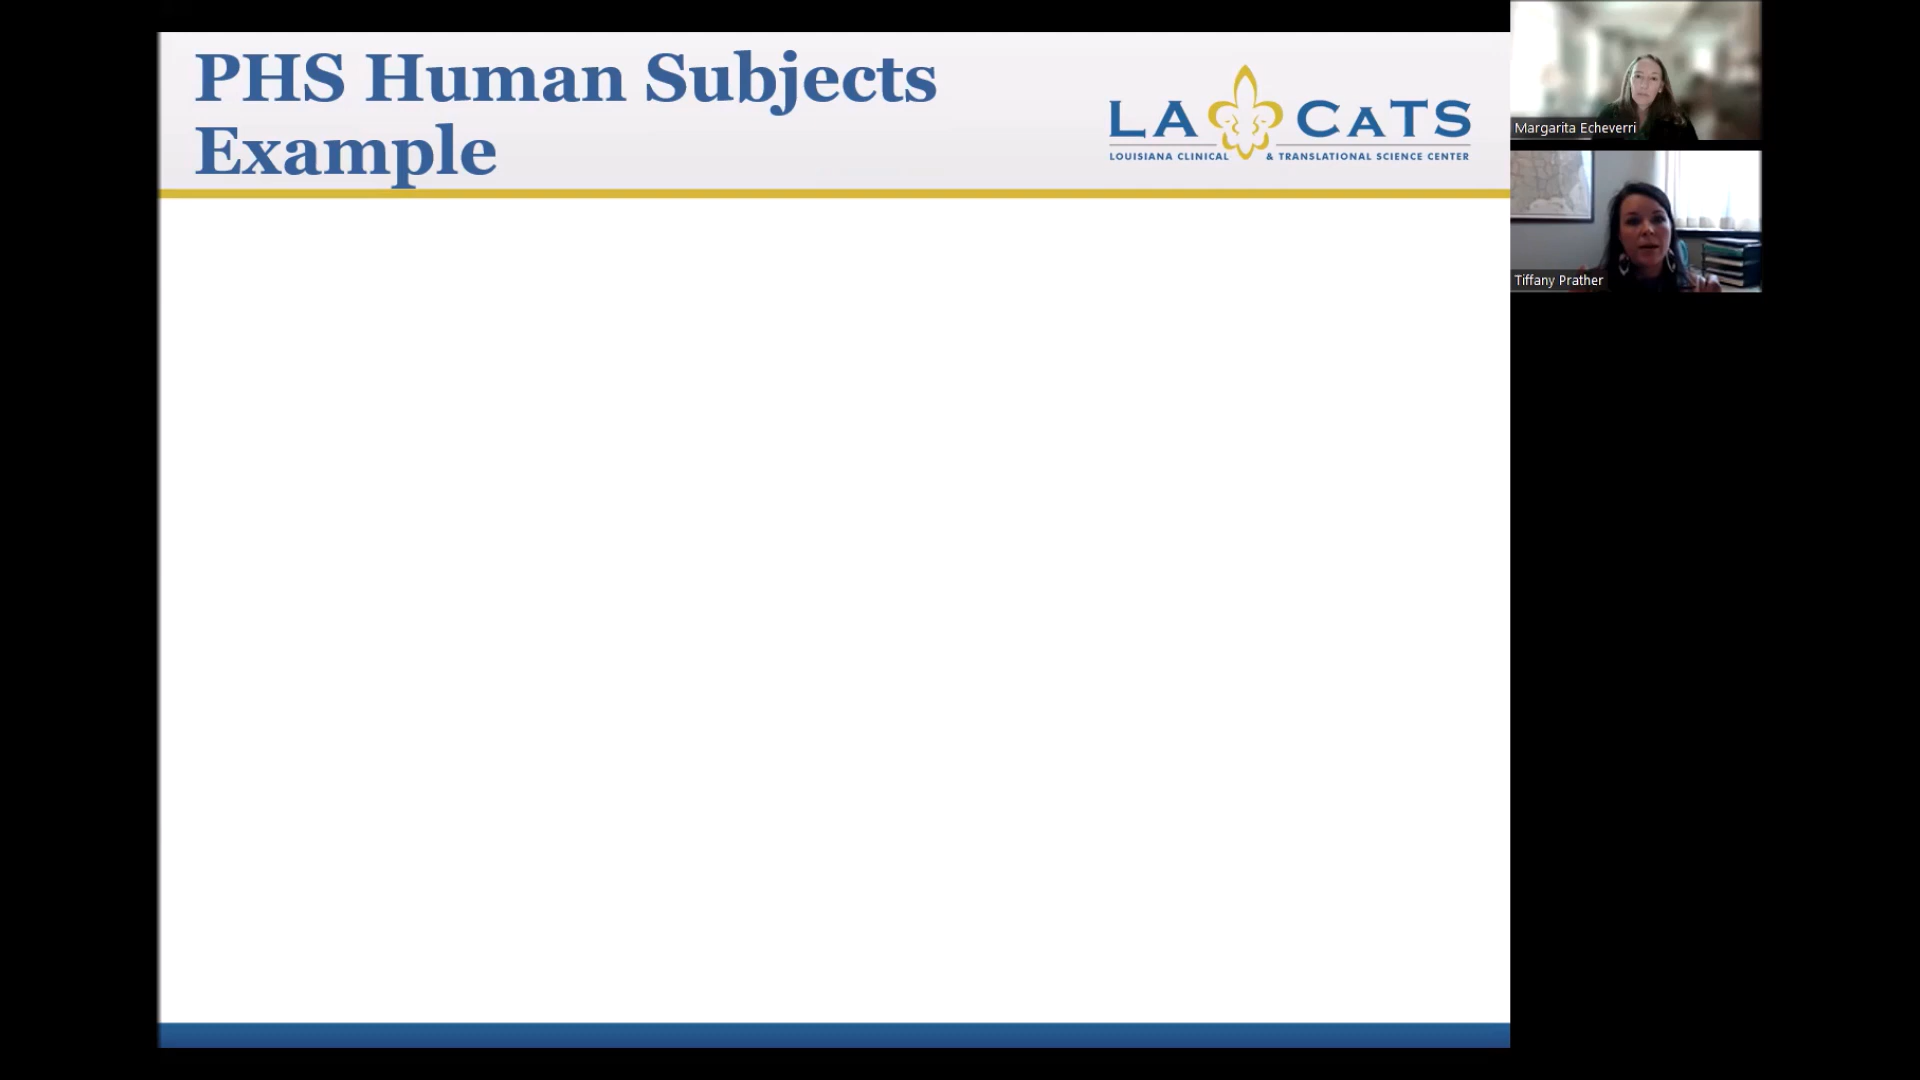 PHS Human Subjects
Example
LA CATS
LOUISIANA CLINICAL & TRANSLATIONAL SCIENCE CENTER
Margarita Echeverri
Tiffany Prather